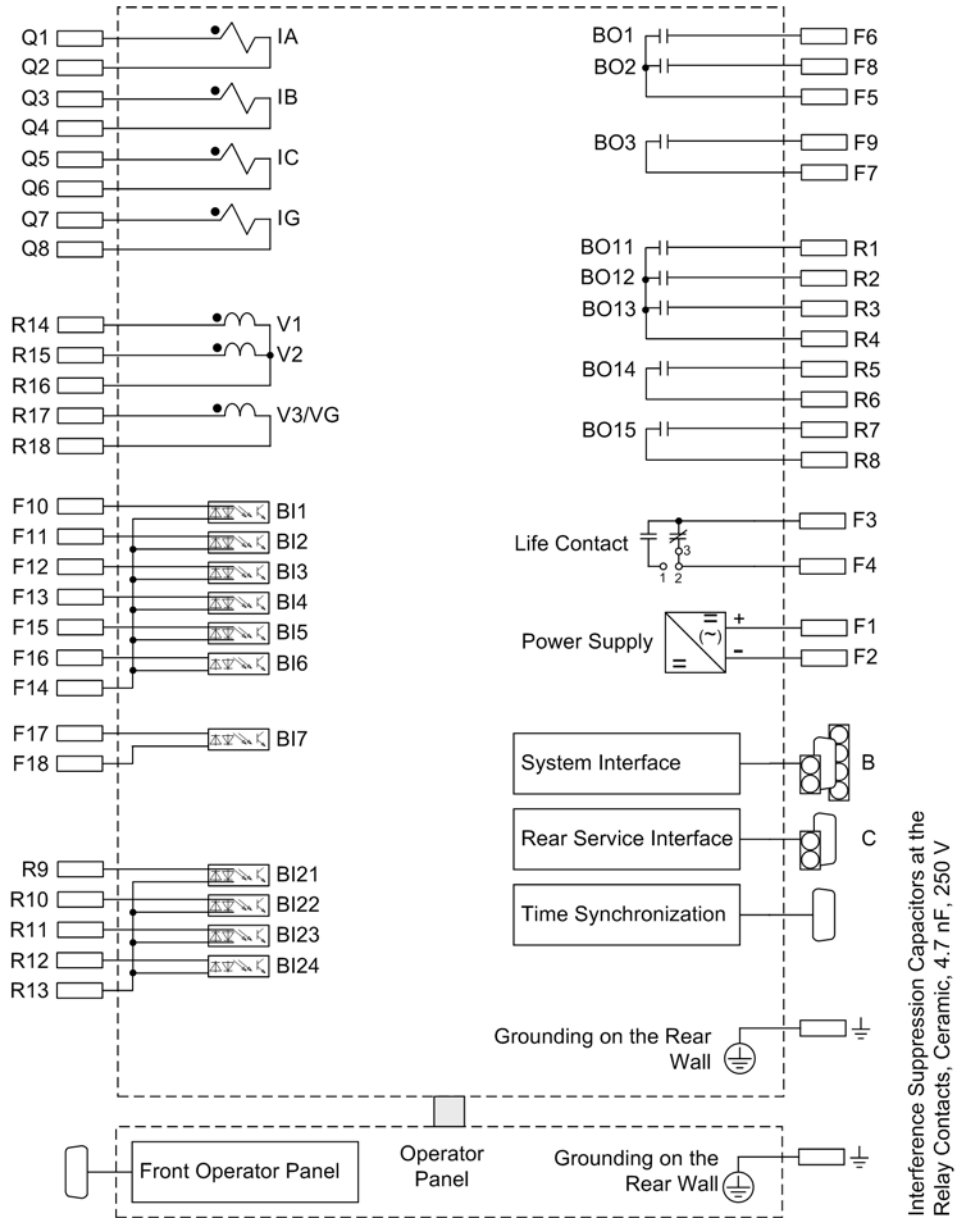 Q1 IA
Q2
Q3 IB
Q4
Q5 IC
Q6
Q7 IG
Q8
R14 V1
R15 V2
R16
R17 V3/VG
R18
F10 BI1
F11 BI2
F12 BI3
F13 BI4
F15 BI5
F16 BI6
F14
F17 BI7
F18
R9 BI21
R10 BI22
R11 BI23
R12 BI24
R13
BO1 F6
BO2 F8
F5
BO3 F9
F7
BO11 R1
BO12 R2
BO13 R3
R4
BO14 R5
R6
BO15 R7
R8
Life Contact 3 F3
1 2 F4
Power Supply = (~) = + F1
- F2
System Interface B
Rear Service Interface C
Time Synchronization
Grounding on the Rear
Wall
Front Operator Panel
Operator
Panel
Grounding on the
Rear Wall
Interference Suppression Capacitors at the
Relay Contacts, Ceramic, 4.7 nF, 250 V